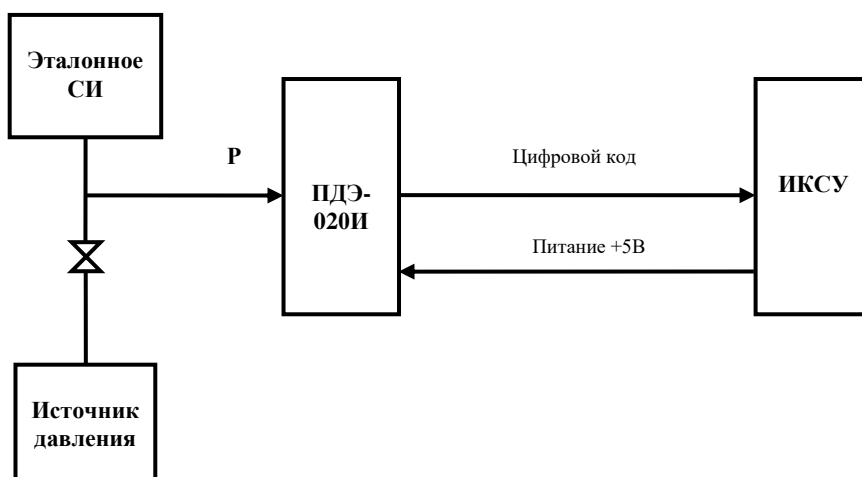 Эталонное
СИ
Р
Цифровой код
ПДЭ-
020И
ИКСУ
Питание +5В
Источник
давления